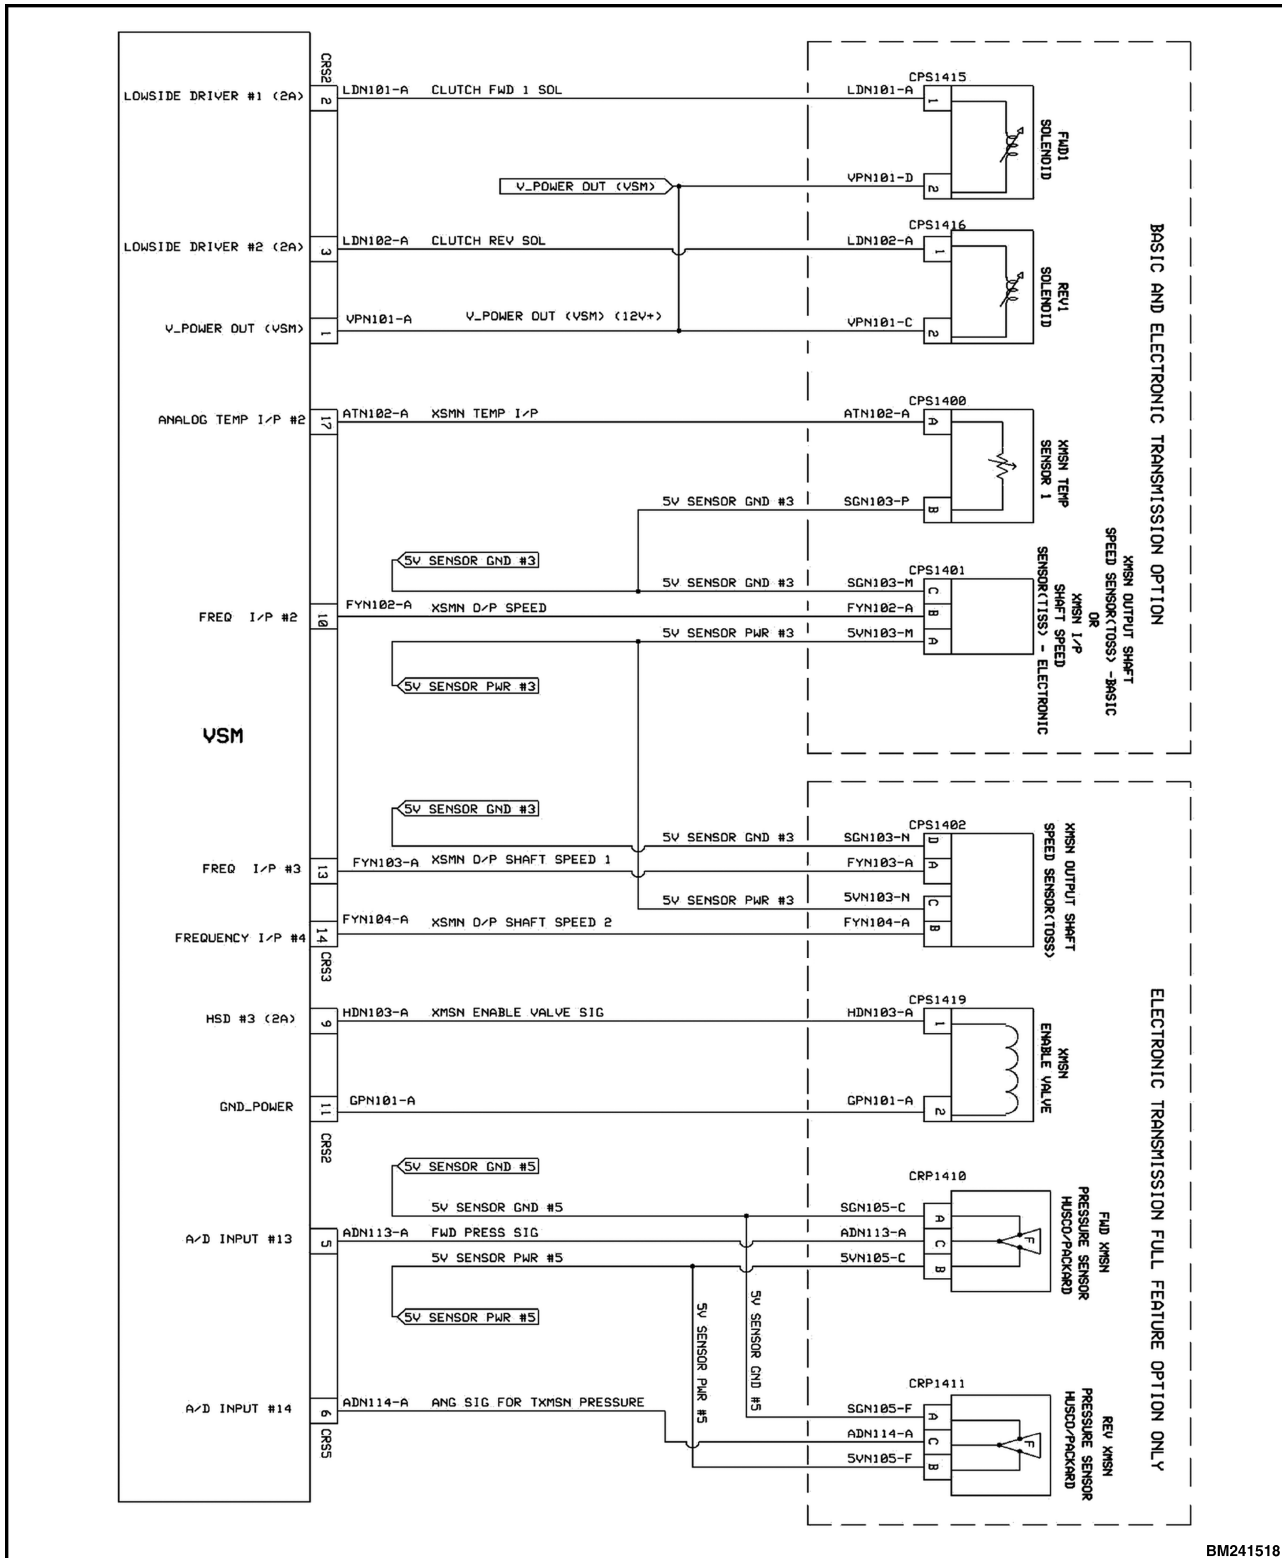 CRS2
LOWSIDE DRIVER #1 (2A)
2
LDN101-A
CLUTCH FWD 1 SOL
LDN101-A
CPS1415
1
FWD1
SOLENOID
V_POWER OUT (VSM)
VPN101-D
2
LOWSIDE DRIVER #2 (2A)
3
LDN102-A
CLUTCH REV SOL
LDN102-A
CPS1416
1
REV1
SOLENOID
V_POWER OUT (VSM)
1
VPN101-A
V_POWER OUT (VSM) (12V+)
VPN101-C
2
BASIC AND ELECTRONIC TRANSMISSION OPTION
ANALOG TEMP I/P #2
17
ATN102-A
XSMN TEMP I/P
ATN102-A
CPS1400
A
XMSN TEMP
SENSOR 1
5V SENSOR GND #3
SGN103-P
B
5V SENSOR GND #3
5V SENSOR GND #3
SGN103-M
CPS1401
C
FREQ I/P #2
10
FYN102-A
XSMN O/P SPEED
FYN102-A
B
5V SENSOR PWR #3
5VN103-M
A
5V SENSOR PWR #3
XMSN OUTPUT SHAFT
SPEED SENSOR(TOSS) -BASIC
OR
XMSN I/P
SHAFT SPEED
SENSOR(TISS) - ELECTRONIC
VSM
5V SENSOR GND #3
5V SENSOR GND #3
SGN103-N
CPS1402
D
XMSN OUTPUT SHAFT
SPEED SENSOR(TOSS)
FREQ I/P #3
13
FYN103-A
XSMN O/P SHAFT SPEED 1
FYN103-A
A
5V SENSOR PWR #3
5VN103-N
C
FREQUENCY I/P #4
14
FYN104-A
XSMN O/P SHAFT SPEED 2
FYN104-A
B
CRS3
ELECTRONIC TRANSMISSION FULL FEATURE OPTION ONLY
HSD #3 (2A)
9
HDN103-A
XMSN ENABLE VALVE SIG
HDN103-A
CPS1419
1
XMSN
ENABLE VALVE
GND_POWER
11
GPN101-A
GPN101-A
2
CRS2
5V SENSOR GND #5
5V SENSOR GND #5
SGN105-C
CRP1410
A
FWD XMSN
PRESSURE SENSOR
HUSCO/PACKARD
A/D INPUT #13
5
ADN113-A
FWD PRESS SIG
ADN113-A
C
F
5V SENSOR PWR #5
5VN105-C
B
5V SENSOR PWR #5
5V SENSOR PWR #5
5V SENSOR GND #5
A/D INPUT #14
6
ADN114-A
ANG SIG FOR TXMSN PRESSURE
CRS5
CRP1411
SGN105-F
A
ADN114-A
C
F
5VN105-F
B
REV XMSN
PRESSURE SENSOR
HUSCO/PACKARD
BM241518